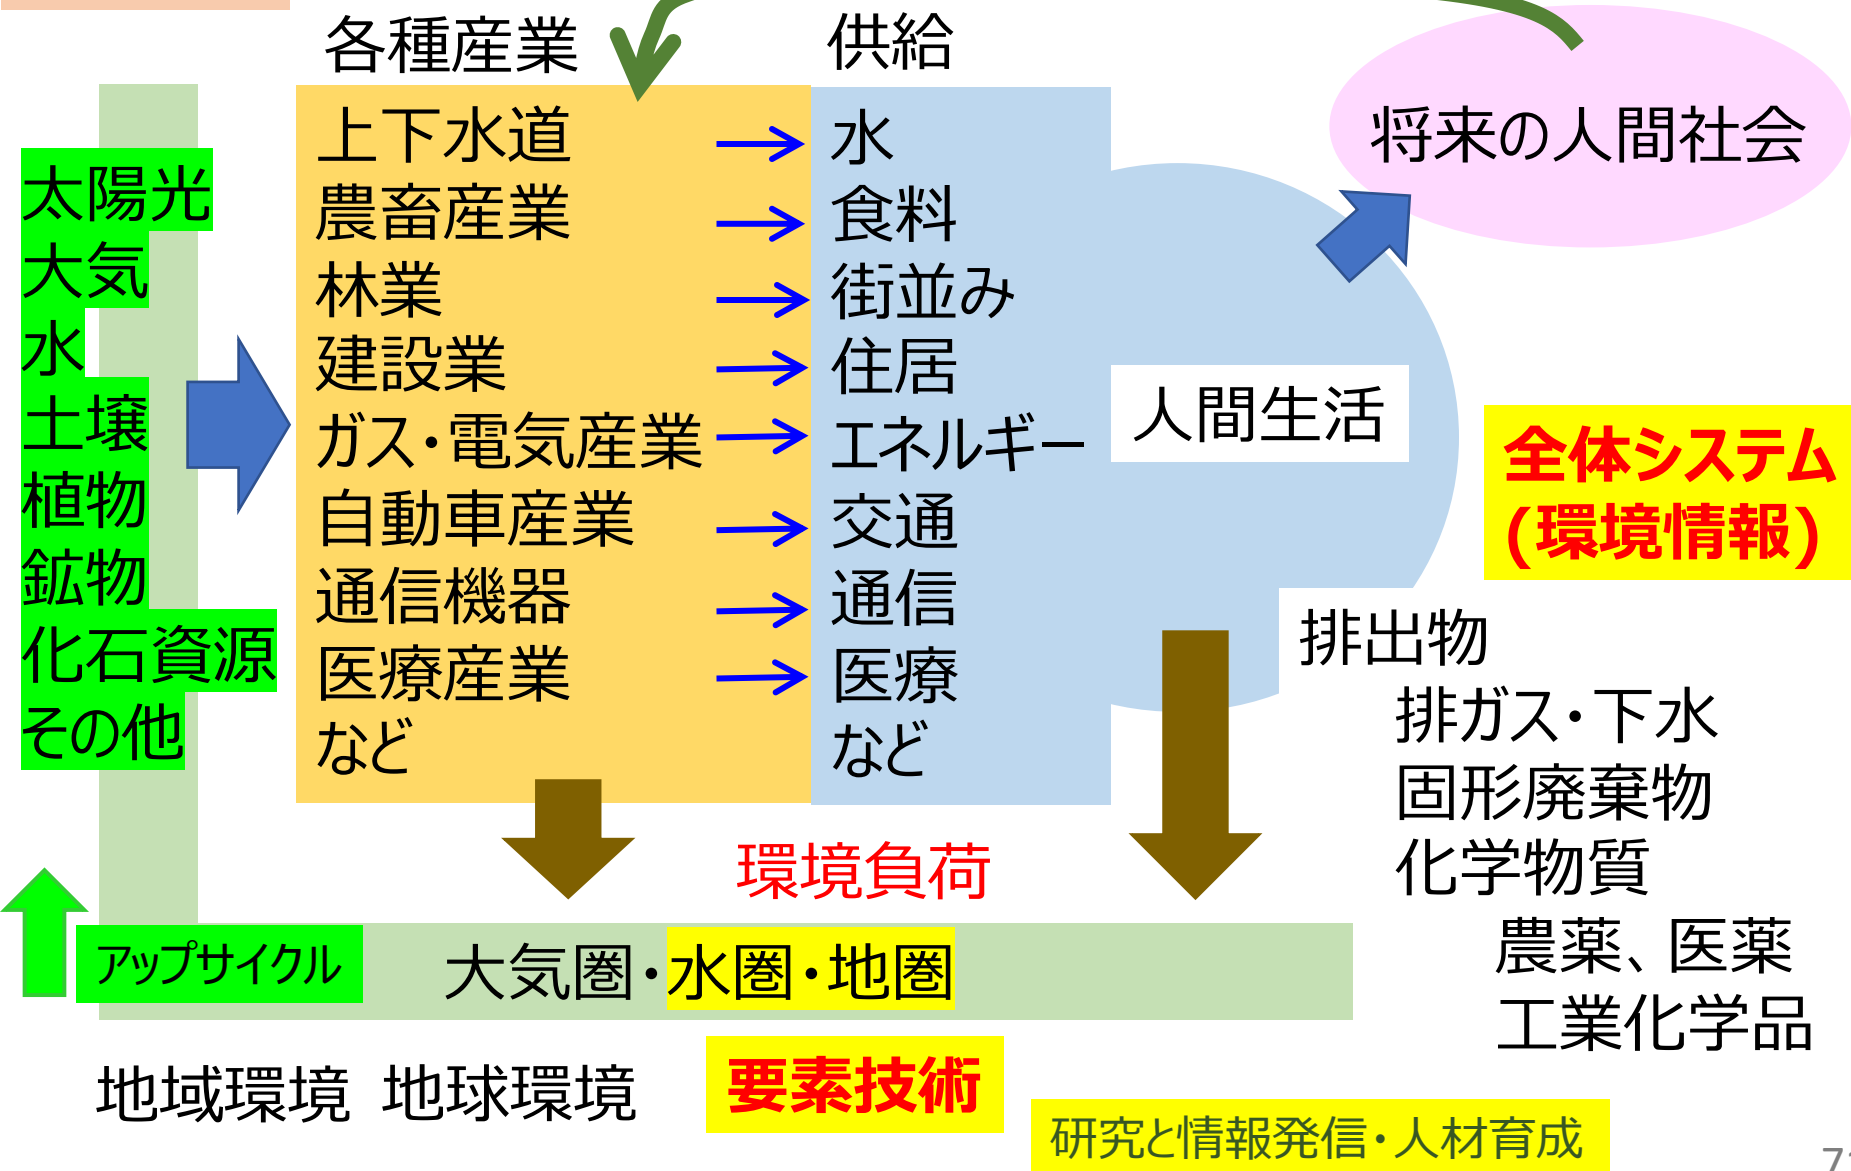 各種産業
供給
将来の人間社会
太陽光
大気
水
土壌
植物
鉱物
化石資源
その他
上下水道
農畜産業
林業
建設業
ガス・電気産業
自動車産業
通信機器
医療産業
など
水
食料
街並み
住居
エネルギー
交通
通信
医療
など
人間生活
全体システム
(環境情報)
排出物
排ガス・下水
固形廃棄物
化学物質
農薬、医薬
工業化学品
環境負荷
アップサイクル
大気圏・水圏・地圏
地域環境 地球環境
要素技術
研究と情報発信・人材育成